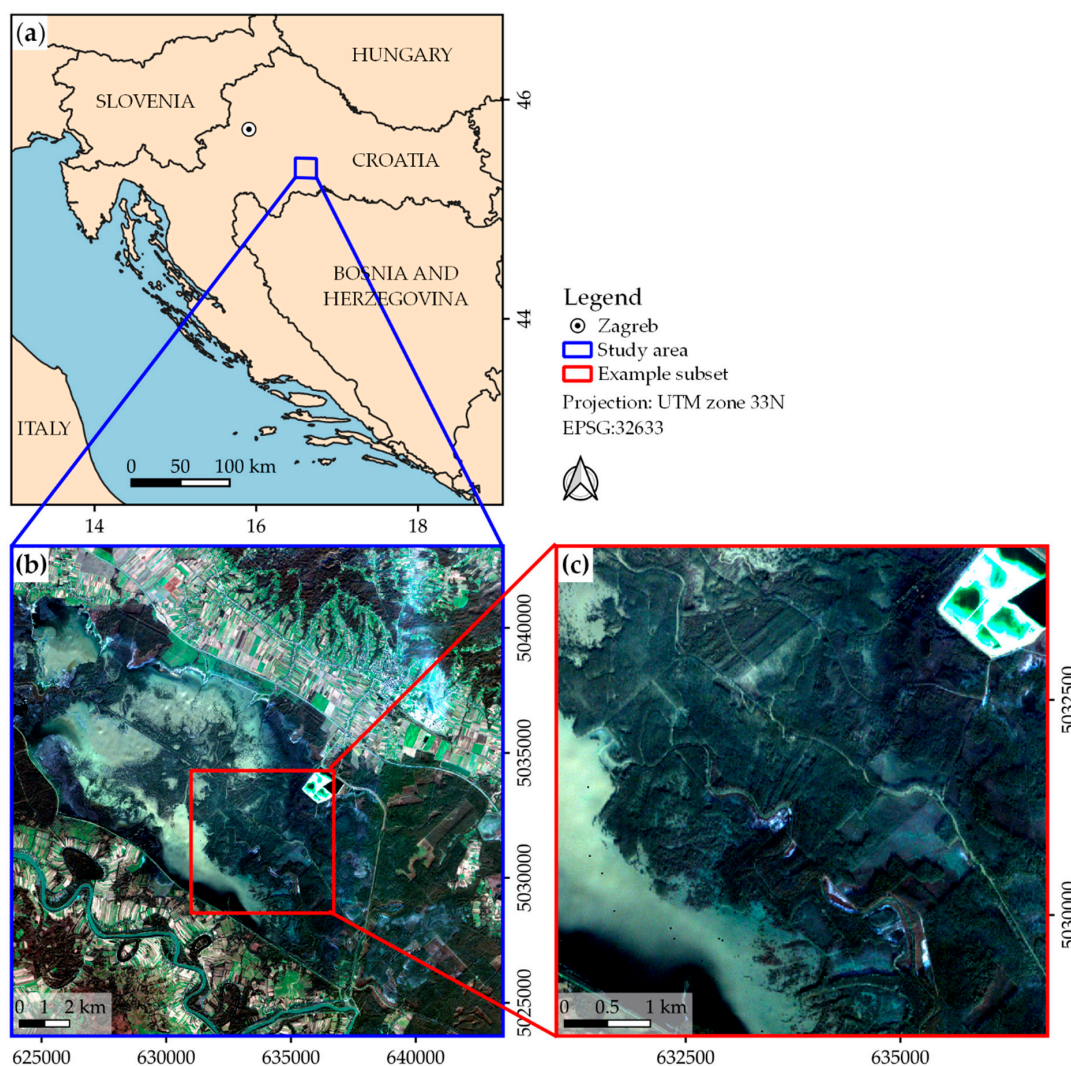 (a)
HUNGARY
SLOVENIA
46
CROATIA
BOSNIA AND
HERZEGOVINA
44
ITALY
0 50 100 km
14 16 18
Legend
Zagreb
Study area
Example subset
Projection: UTM zone 33N
EPSG:32633
(b)
5040000
5035000
5030000
5025000
0 1 2 km
625000 630000 635000 640000
(c)
5032500
5030000
0 0.5 1 km
632500 635000